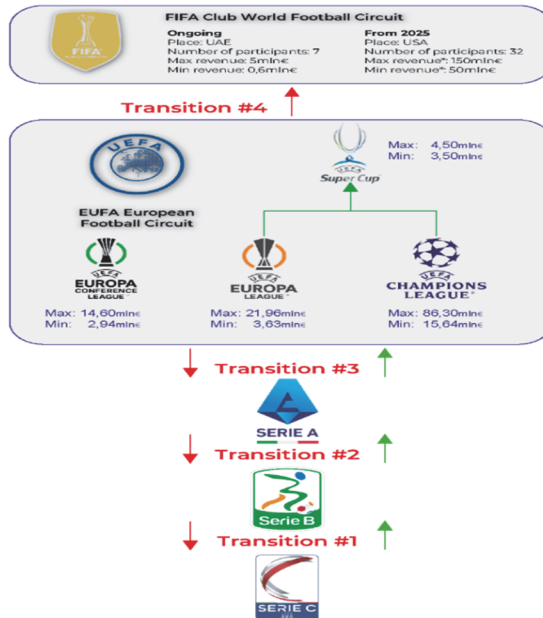 FIFA Club World Football Circuit
Ongoing
Place: UAE
Number of participants: 7
Max revenue: 5mln€
Min revenue: 0,6mln€
From 2025
Place: USA
Number of participants: 32
Max revenue*: 150mln€
Min revenue*: 50mln€
FIFA
Transition #4
UEFA
EUFA European
Football Circuit
UEFA
Super Cup
Max: 4,50mln€
Min: 3,50mln€
UEFA
EUROPA
CONFERENCE
LEAGUE
Max: 14,60mln€
Min: 2,94mln€
UEFA
EUROPA
LEAGUE
Max: 21,96mln€
Min: 3,63mln€
UEFA
CHAMPIONS
LEAGUE
Max: 86,30mln€
Min: 15,64mln€
Transition #3
SERIE A
Transition #2
Serie B
Transition #1
SERIE C